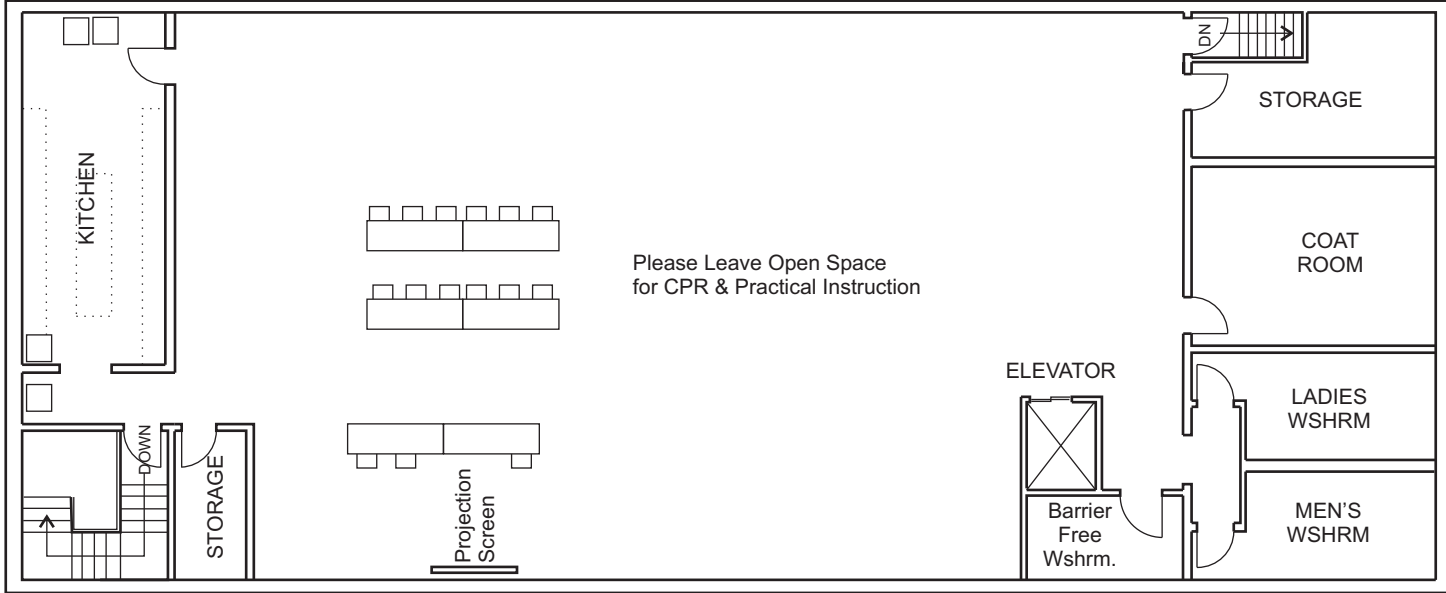 DN
STORAGE
KITCHEN
COAT
ROOM
Please Leave Open Space
for CPR & Practical Instruction
ELEVATOR
LADIES
WSHRM
DOWN
STORAGE
Projection
Screen
Barrier
Free
Wshrm.
MEN'S
WSHRM